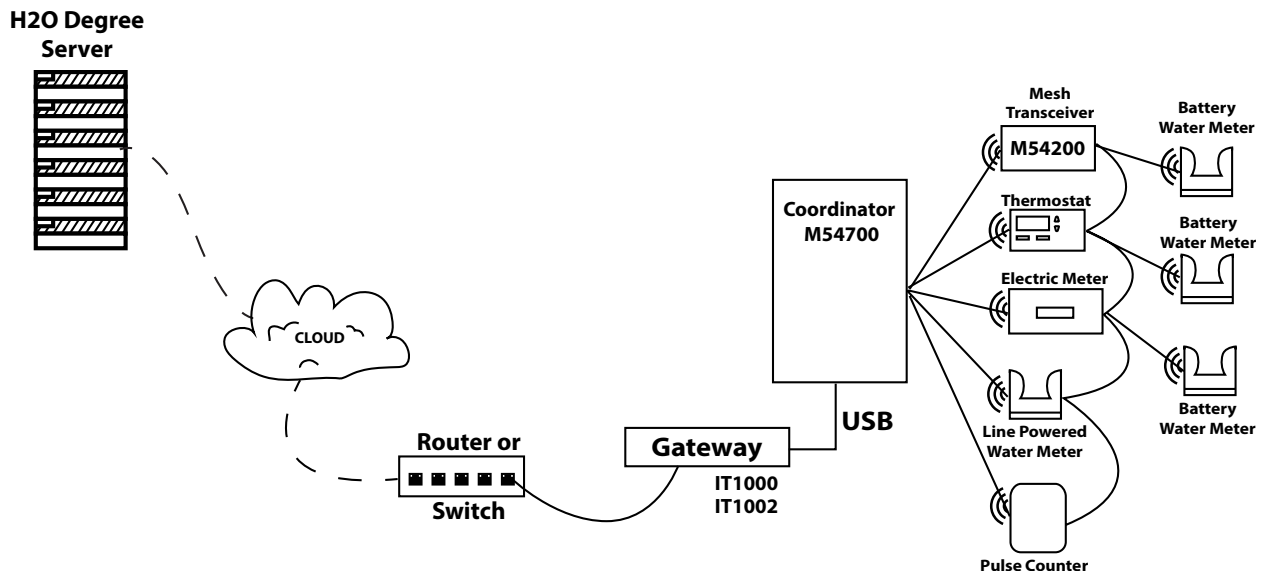 H2O Degree
Server
CLOUD
Router or
Switch
Gateway
IT1000
IT1002
USB
Coordinator
M54700
Mesh
Transceiver
M54200
Thermostat
Electric Meter
Line Powered
Water Meter
Pulse Counter
Battery
Water Meter
Battery
Water Meter
Battery
Water Meter